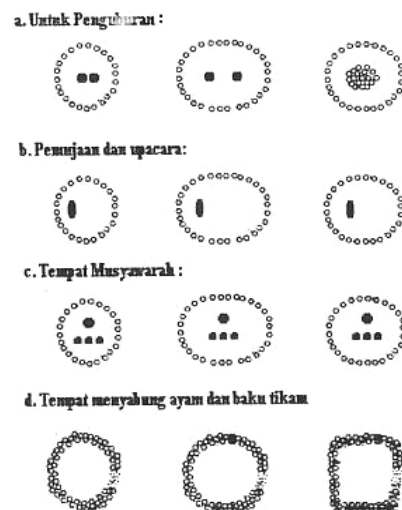 a. Untuk Penguburan :
b. Pemujaan dan upacara:
c. Tempat Musyawarah :
d. Tempat menyabung ayam dan baku tikam